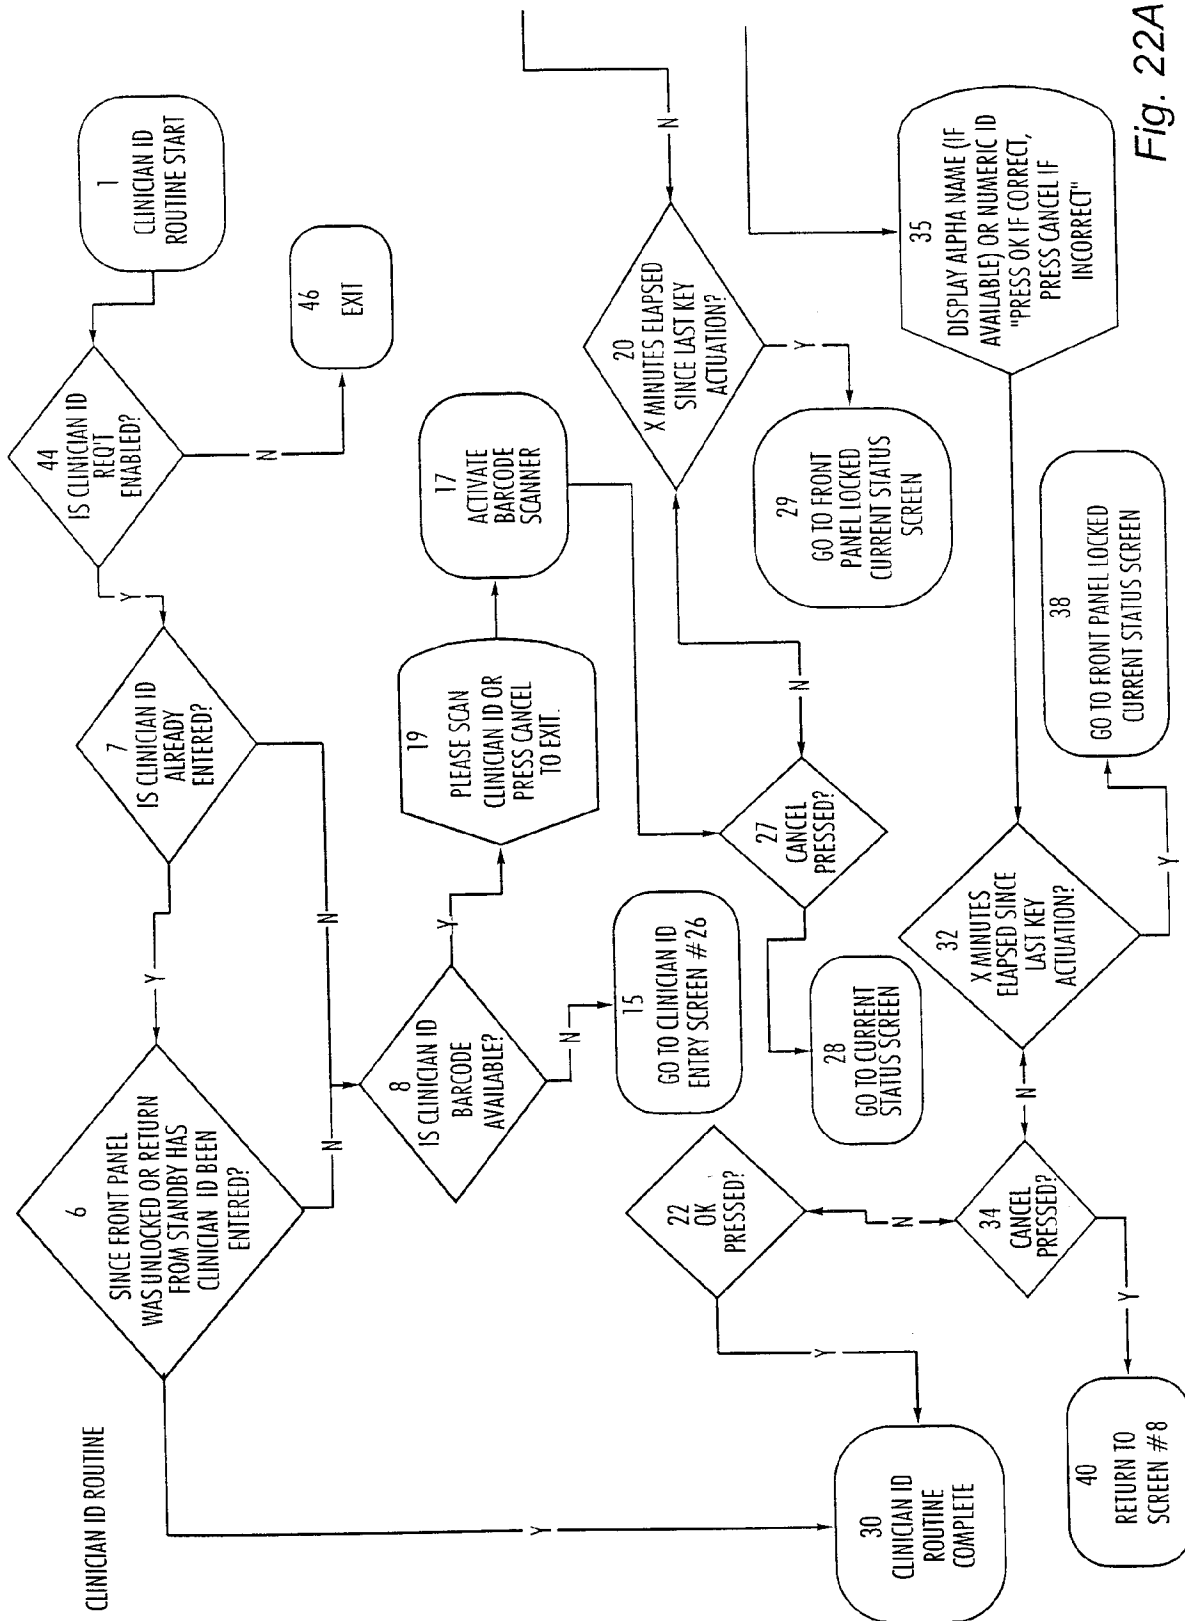 CLINICIAN ID ROUTINE
1
CLINICIAN ID
ROUTINE START
44
IS CLINICIAN ID
REQ'T
ENABLED?
N
46
EXIT
Y
7
IS CLINICIAN ID
ALREADY
ENTERED?
Y
N
6
SINCE FRONT PANEL
WAS UNLOCKED OR RETURN
FROM STANDBY HAS
CLINICIAN ID BEEN
ENTERED?
N
Y
8
IS CLINICIAN ID
BARCODE
AVAILABLE?
Y
N
19
PLEASE SCAN
CLINICIAN ID OR
PRESS CANCEL
TO EXIT.
17
ACTIVATE
BARCODE
SCANNER
15
GO TO CLINICIAN ID
ENTRY SCREEN #26
27
CANCEL
PRESSED?
N
28
GO TO CURRENT
STATUS SCREEN
20
X MINUTES ELAPSED
SINCE LAST KEY
ACTUATION?
N
Y
29
GO TO FRONT
PANEL LOCKED
CURRENT STATUS
SCREEN
35
DISPLAY ALPHA NAME (IF
AVAILABLE) OR NUMERIC ID
"PRESS OK IF CORRECT,
PRESS CANCEL IF
INCORRECT"
32
X MINUTES
ELAPSED SINCE
LAST KEY
ACTUATION?
Y
38
GO TO FRONT PANEL LOCKED
CURRENT STATUS SCREEN
N
34
CANCEL
PRESSED?
Y
40
RETURN TO
SCREEN #8
N
22
OK
PRESSED?
Y
30
CLINICIAN ID
ROUTINE
COMPLETE
Fig. 22A